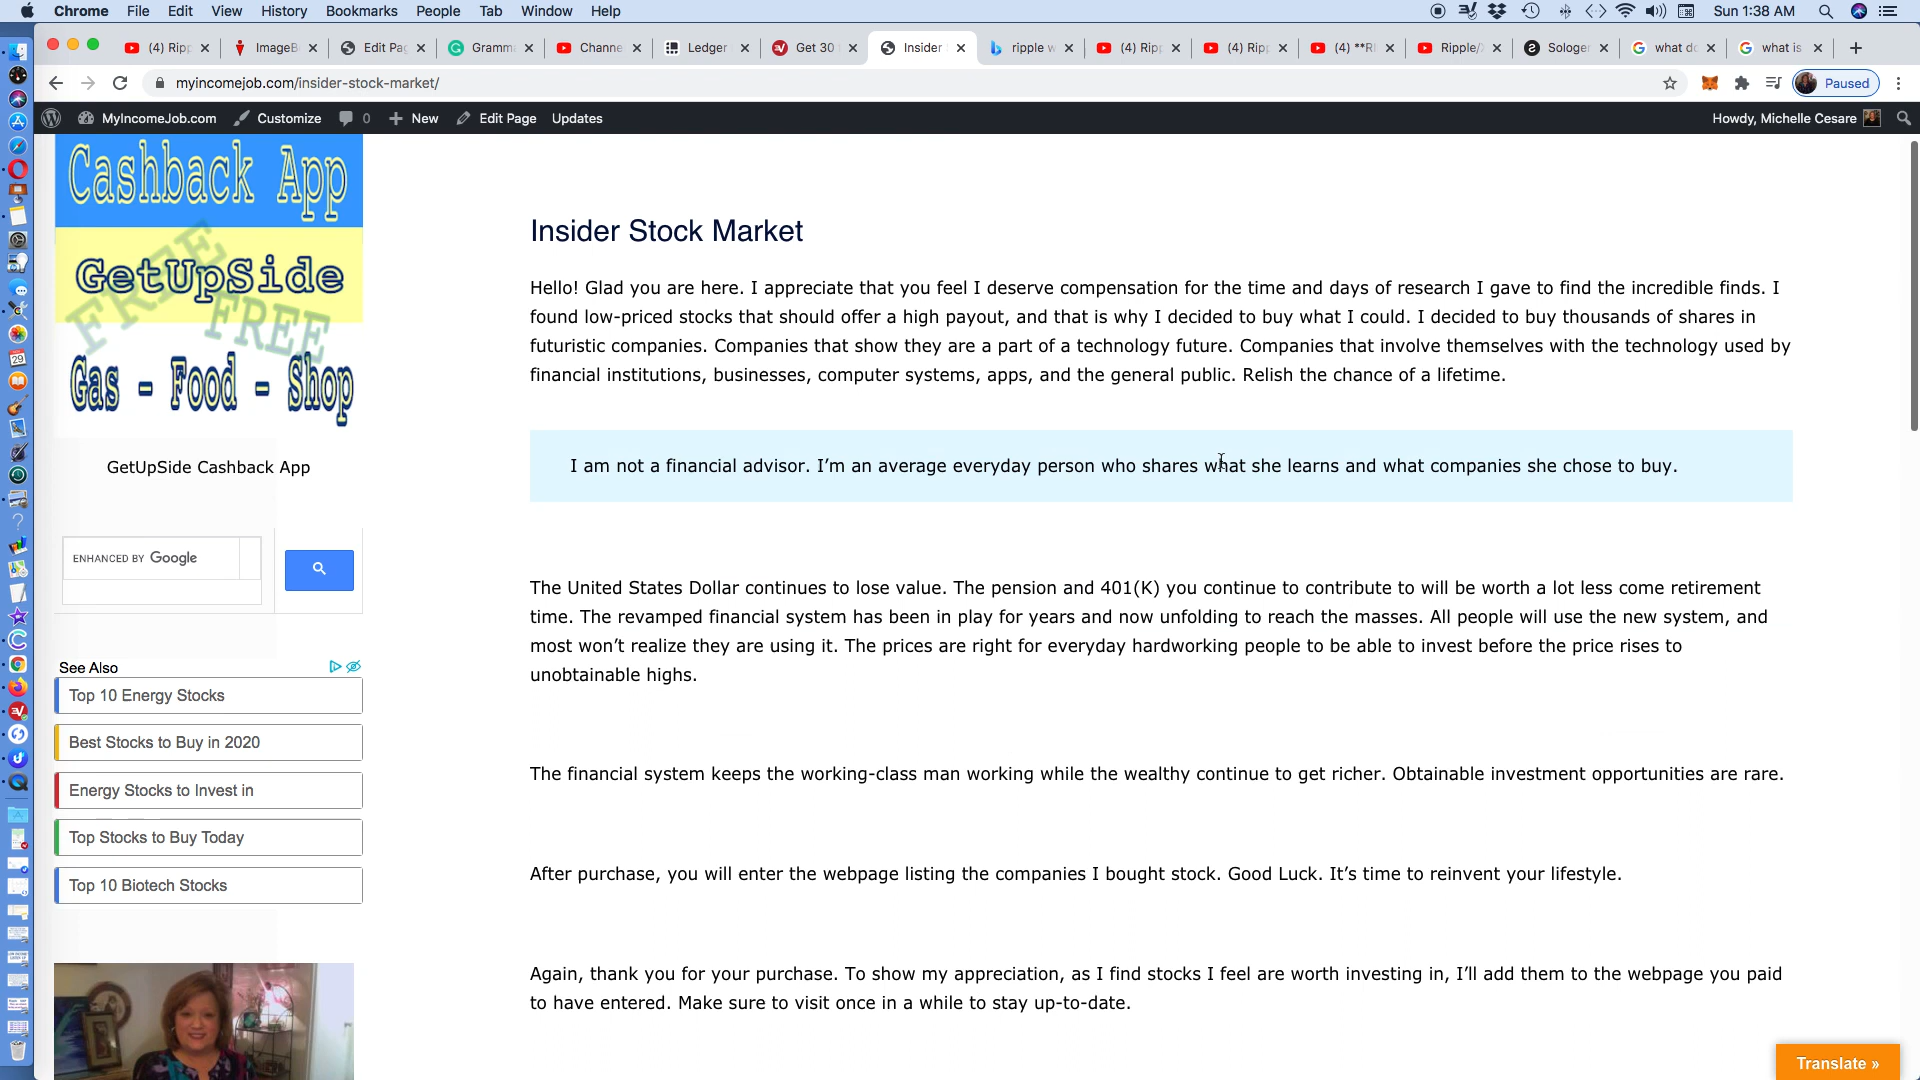 Chrome File Edit View History Bookmarks People Tab Window Help Sun 1:38 AM
(4) Ripp ImageB Edit Pag Gramm Channe Ledger Get 30 Insider ripple w (4) Ripp (4) Ripp (4) **RI Ripple/X Sologen what do what is
myincomejob.com/insider-stock-market/ Paused
MyIncomeJob.com Customize 0 New Edit Page Updates Howdy, Michelle Cesare
Cashback App
FREE
GetUpSide
FREE
Gas - Food - Shop
GetUpSide Cashback App
ENHANCED BY Google
See Also
Top 10 Energy Stocks
Best Stocks to Buy in 2020
Energy Stocks to Invest in
Top Stocks to Buy Today
Top 10 Biotech Stocks
Insider Stock Market
Hello! Glad you are here. I appreciate that you feel I deserve compensation for the time and days of research I gave to find the incredible finds. I
found low-priced stocks that should offer a high payout, and that is why I decided to buy what I could. I decided to buy thousands of shares in
futuristic companies. Companies that show they are a part of a technology future. Companies that involve themselves with the technology used by
financial institutions, businesses, computer systems, apps, and the general public. Relish the chance of a lifetime.
I am not a financial advisor. I’m an average everyday person who shares what she learns and what companies she chose to buy.
The United States Dollar continues to lose value. The pension and 401(K) you continue to contribute to will be worth a lot less come retirement
time. The revamped financial system has been in play for years and now unfolding to reach the masses. All people will use the new system, and
most won’t realize they are using it. The prices are right for everyday hardworking people to be able to invest before the price rises to
unobtainable highs.
The financial system keeps the working-class man working while the wealthy continue to get richer. Obtainable investment opportunities are rare.
After purchase, you will enter the webpage listing the companies I bought stock. Good Luck. It’s time to reinvent your lifestyle.
Again, thank you for your purchase. To show my appreciation, as I find stocks I feel are worth investing in, I’ll add them to the webpage you paid
to have entered. Make sure to visit once in a while to stay up-to-date.
Translate »